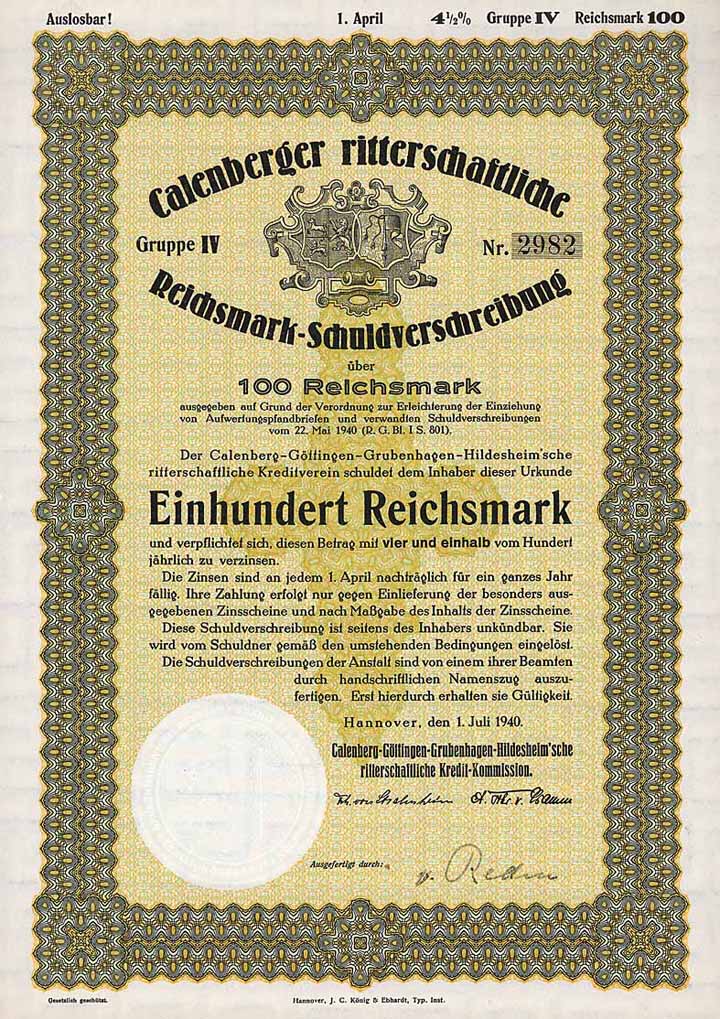 Auslosbar! 1. April 4½% Gruppe IV Reichsmark 100
Calenberger ritterschaftliche
Gruppe IV Nr. 2982
Reichsmark-Schuldverschreibung
über
100 Reichsmark
ausgegeben auf Grund der Verordnung zur Erleichterung der Einziehung
von Aufwertungspfandbriefen und verwandten Schuldverschreibungen
vom 22. Mai 1940 (R. G. Bl. I S. 801).
Der Calenberg-Göttingen-Grubenhagen-Hildesheim'sche
ritterschaftliche Kreditverein schuldet dem Inhaber dieser Urkunde
Einhundert Reichsmark
und verpflichtet sich, diesen Betrag mit vier und einhalb vom Hundert
jährlich zu verzinsen.
Die Zinsen sind an jedem 1. April nachträglich für ein ganzes Jahr
fällig. Ihre Zahlung erfolgt nur gegen Einlieferung der besonders aus-
gegebenen Zinsscheine und nach Maßgabe des Inhalts der Zinsscheine.
Diese Schuldverschreibung ist seitens des Inhabers unkündbar. Sie
wird vom Schuldner gemäß den umstehenden Bedingungen eingelöst.
Die Schuldverschreibungen der Anstalt sind von einem ihrer Beamten
durch handschriftlichen Namenszug auszu-
fertigen. Erst hierdurch erhalten sie Gültigkeit.
Hannover, den 1. Juli 1940.
Calenberg-Göttingen-Grubenhagen-Hildesheim'sche
ritterschaftliche Kredit-Kommission.
Ausgefertigt durch: v. Reden
Gesetzlich geschützt. Hannover, J. C. König & Ebhardt, Typ. Inst.